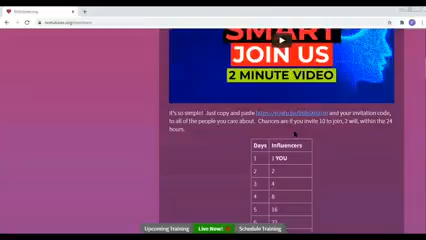 SMART
JOIN US
2 MINUTE VIDEO
It's so simple! Just copy and paste
and your invitation code,
to all of the people you care about. Chances are if you invite 10 to join, 2 will, within the 24
hours.
Days Influencers
1 1 YOU
2 2
3 4
4 8
5 16
6 32
Upcoming Training Live Now! Schedule Training